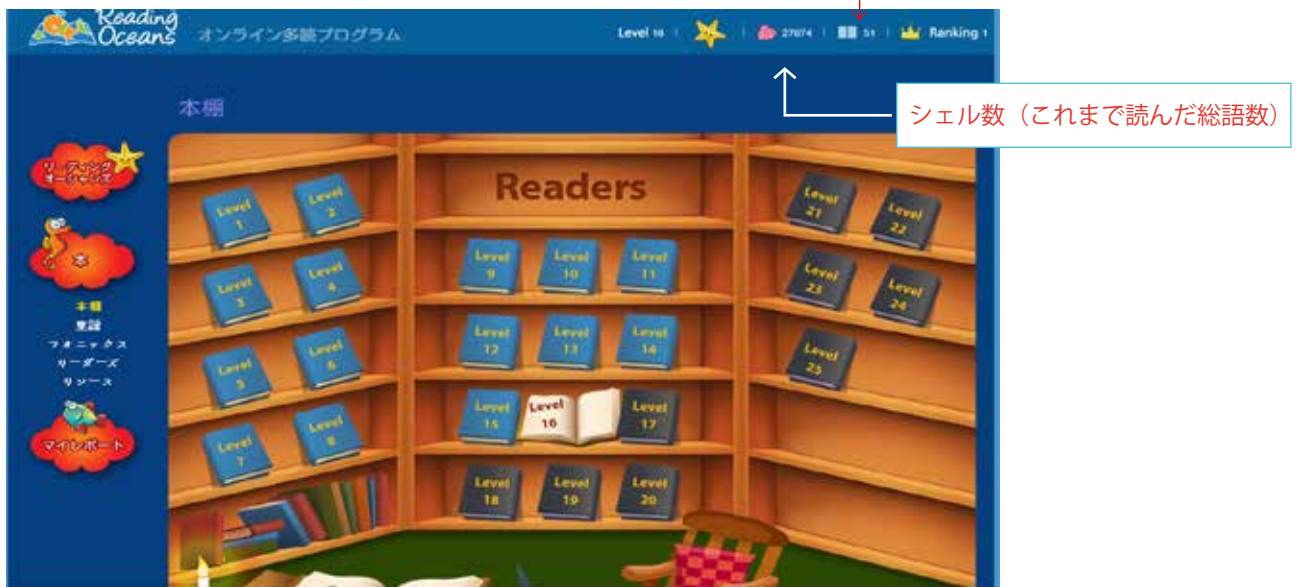 Reading
Oceans オンライン多読プログラム
Level 16 27074 51 Ranking 1
シェル数（これまで読んだ総語数）
本棚
リーディング
オーシャンズ
本
本棚
童謡
フォニックス
リーダーズ
リソース
マイレポート
Readers
Level
1
Level
2
Level
3
Level
4
Level
5
Level
6
Level
7
Level
8
Level
9
Level
10
Level
11
Level
12
Level
13
Level
14
Level
15
Level
16
Level
17
Level
18
Level
19
Level
20
Level
21
Level
22
Level
23
Level
24
Level
25